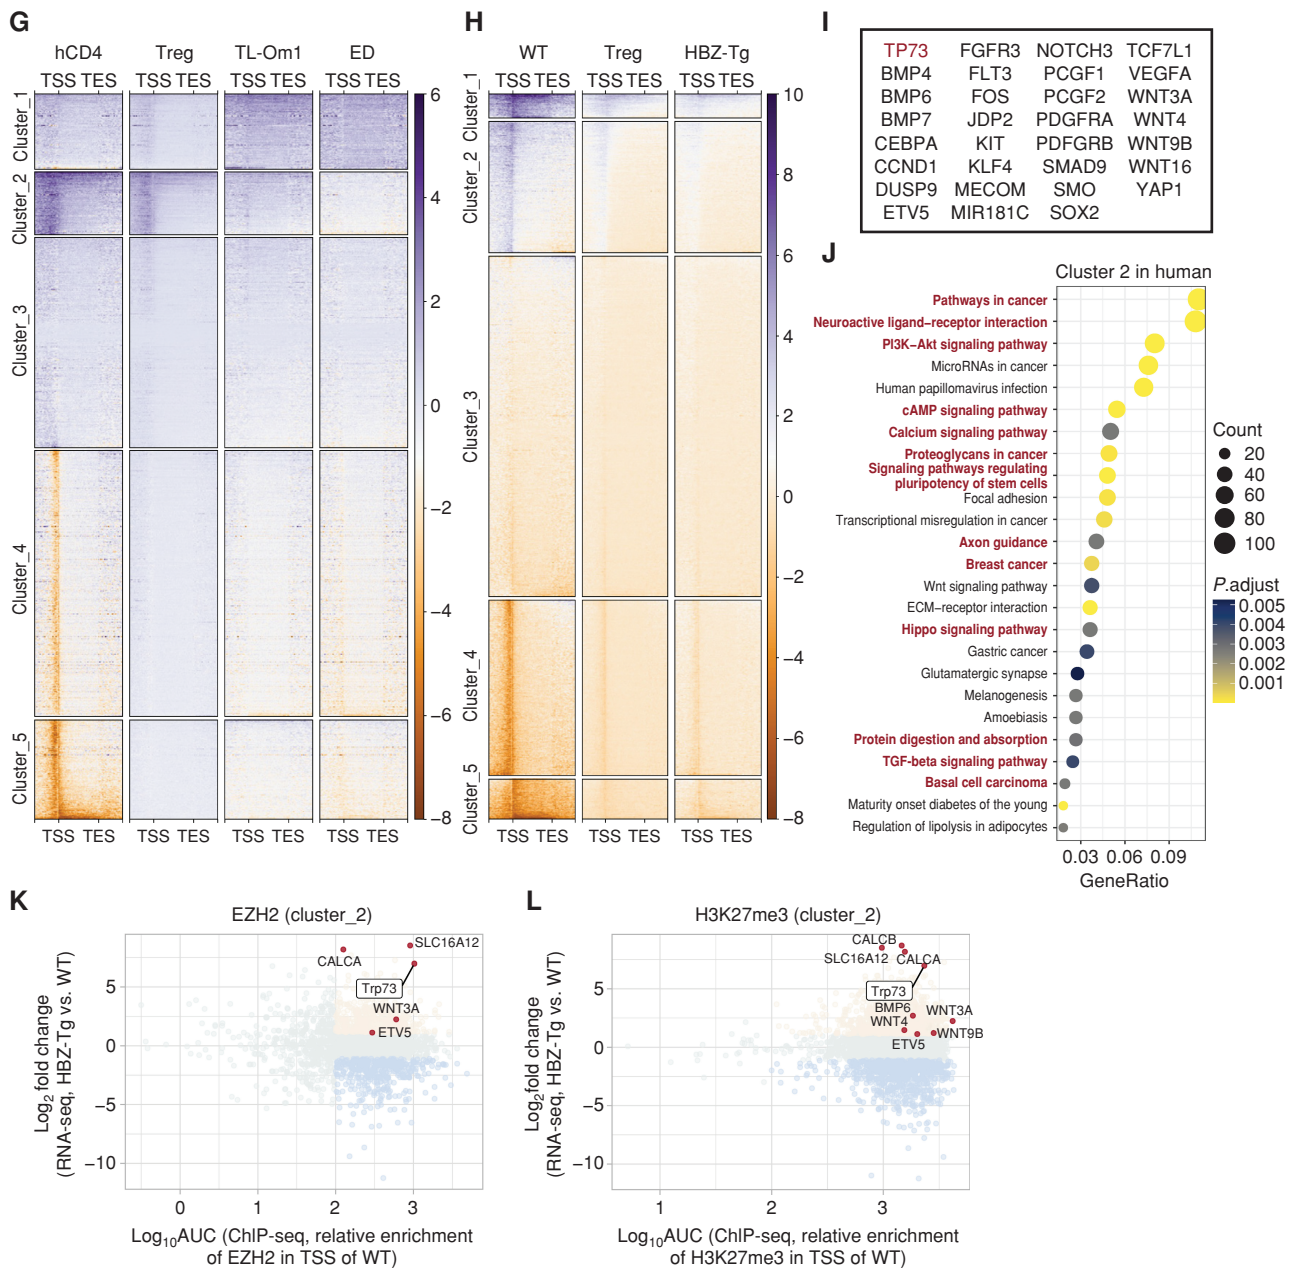 G
hCD4 Treg TL-Om1 ED
TSS TES TSS TES TSS TES TSS TES
Cluster_1
Cluster_2
Cluster_3
Cluster_4
Cluster_5
6
4
2
0
−2
−4
−6
−8
TSS TES TSS TES TSS TES TSS TES
H
WT Treg HBZ-Tg
TSS TES TSS TES TSS TES
Cluster_1
Cluster_2
Cluster_3
Cluster_4
Cluster_5
10
8
6
4
2
0
−2
−4
−6
−8
TSS TES TSS TES TSS TES
I
TP73 FGFR3 NOTCH3 TCF7L1
BMP4 FLT3 PCGF1 VEGFA
BMP6 FOS PCGF2 WNT3A
BMP7 JDP2 PDGFRA WNT4
CEBPA KIT PDFGRB WNT9B
CCND1 KLF4 SMAD9 WNT16
DUSP9 MECOM SMO YAP1
ETV5 MIR181C SOX2
J
Cluster 2 in human
Pathways in cancer
Neuroactive ligand−receptor interaction
PI3K−Akt signaling pathway
MicroRNAs in cancer
Human papillomavirus infection
cAMP signaling pathway
Calcium signaling pathway
Proteoglycans in cancer
Signaling pathways regulating
pluripotency of stem cells
Focal adhesion
Transcriptional misregulation in cancer
Axon guidance
Breast cancer
Wnt signaling pathway
ECM−receptor interaction
Hippo signaling pathway
Gastric cancer
Glutamatergic synapse
Melanogenesis
Amoebiasis
Protein digestion and absorption
TGF-beta signaling pathway
Basal cell carcinoma
Maturity onset diabetes of the young
Regulation of lipolysis in adipocytes
0.03 0.06 0.09
GeneRatio
Count
20
40
60
80
100
P.adjust
0.005
0.004
0.003
0.002
0.001
K
EZH2 (cluster_2)
Log2 fold change
(RNA-seq, HBZ-Tg vs. WT)
5
0
−5
−10
SLC16A12
CALCA
Trp73
WNT3A
ETV5
0 1 2 3
Log10AUC (ChIP-seq, relative enrichment
of EZH2 in TSS of WT)
L
H3K27me3 (cluster_2)
Log2fold change
(RNA-seq, HBZ-Tg vs. WT)
5
0
−5
−10
CALCB
SLC16A12 CALCA
Trp73
BMP6 WNT3A
WNT4
WNT9B
ETV5
1 2 3
Log10AUC (ChIP-seq, relative enrichment
of H3K27me3 in TSS of WT)